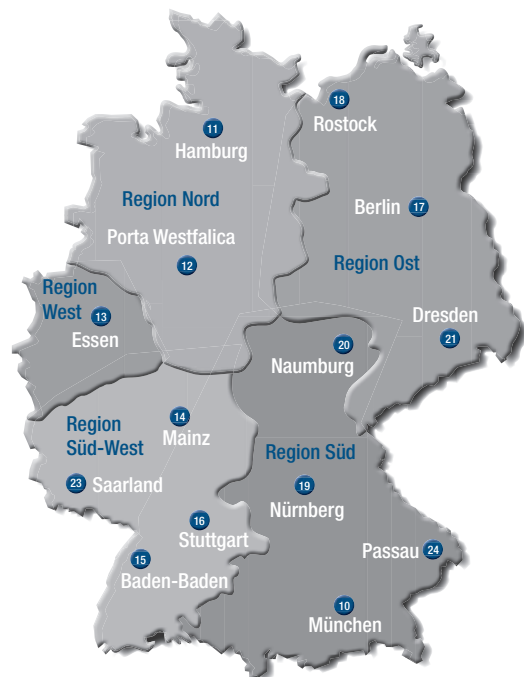 18
Rostock
11
Hamburg
Region Nord
Berlin 17
Porta Westfalica
12
Region Ost
Region
West
13
Essen
Dresden
21
20
Naumburg
14
Mainz
Region
Süd-West
Region Süd
23 Saarland
19
Nürnberg
16
Stuttgart
Passau 24
15
Baden-Baden
10
München